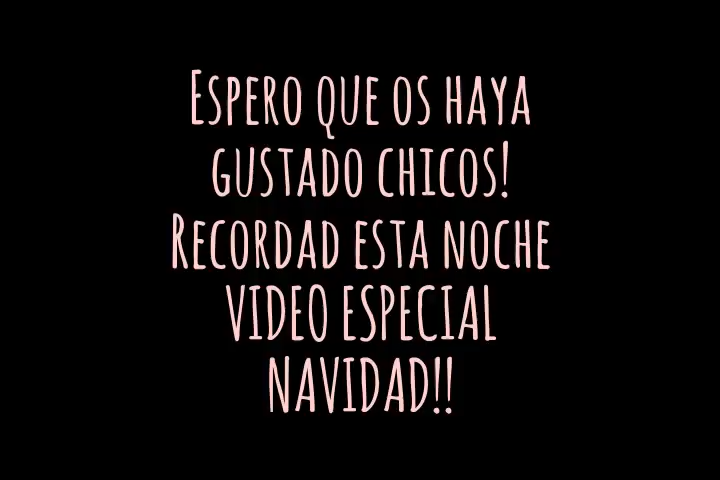 Espero que os haya
gustado chicos!
Recordad esta noche
VIDEO ESPECIAL
NAVIDAD!!